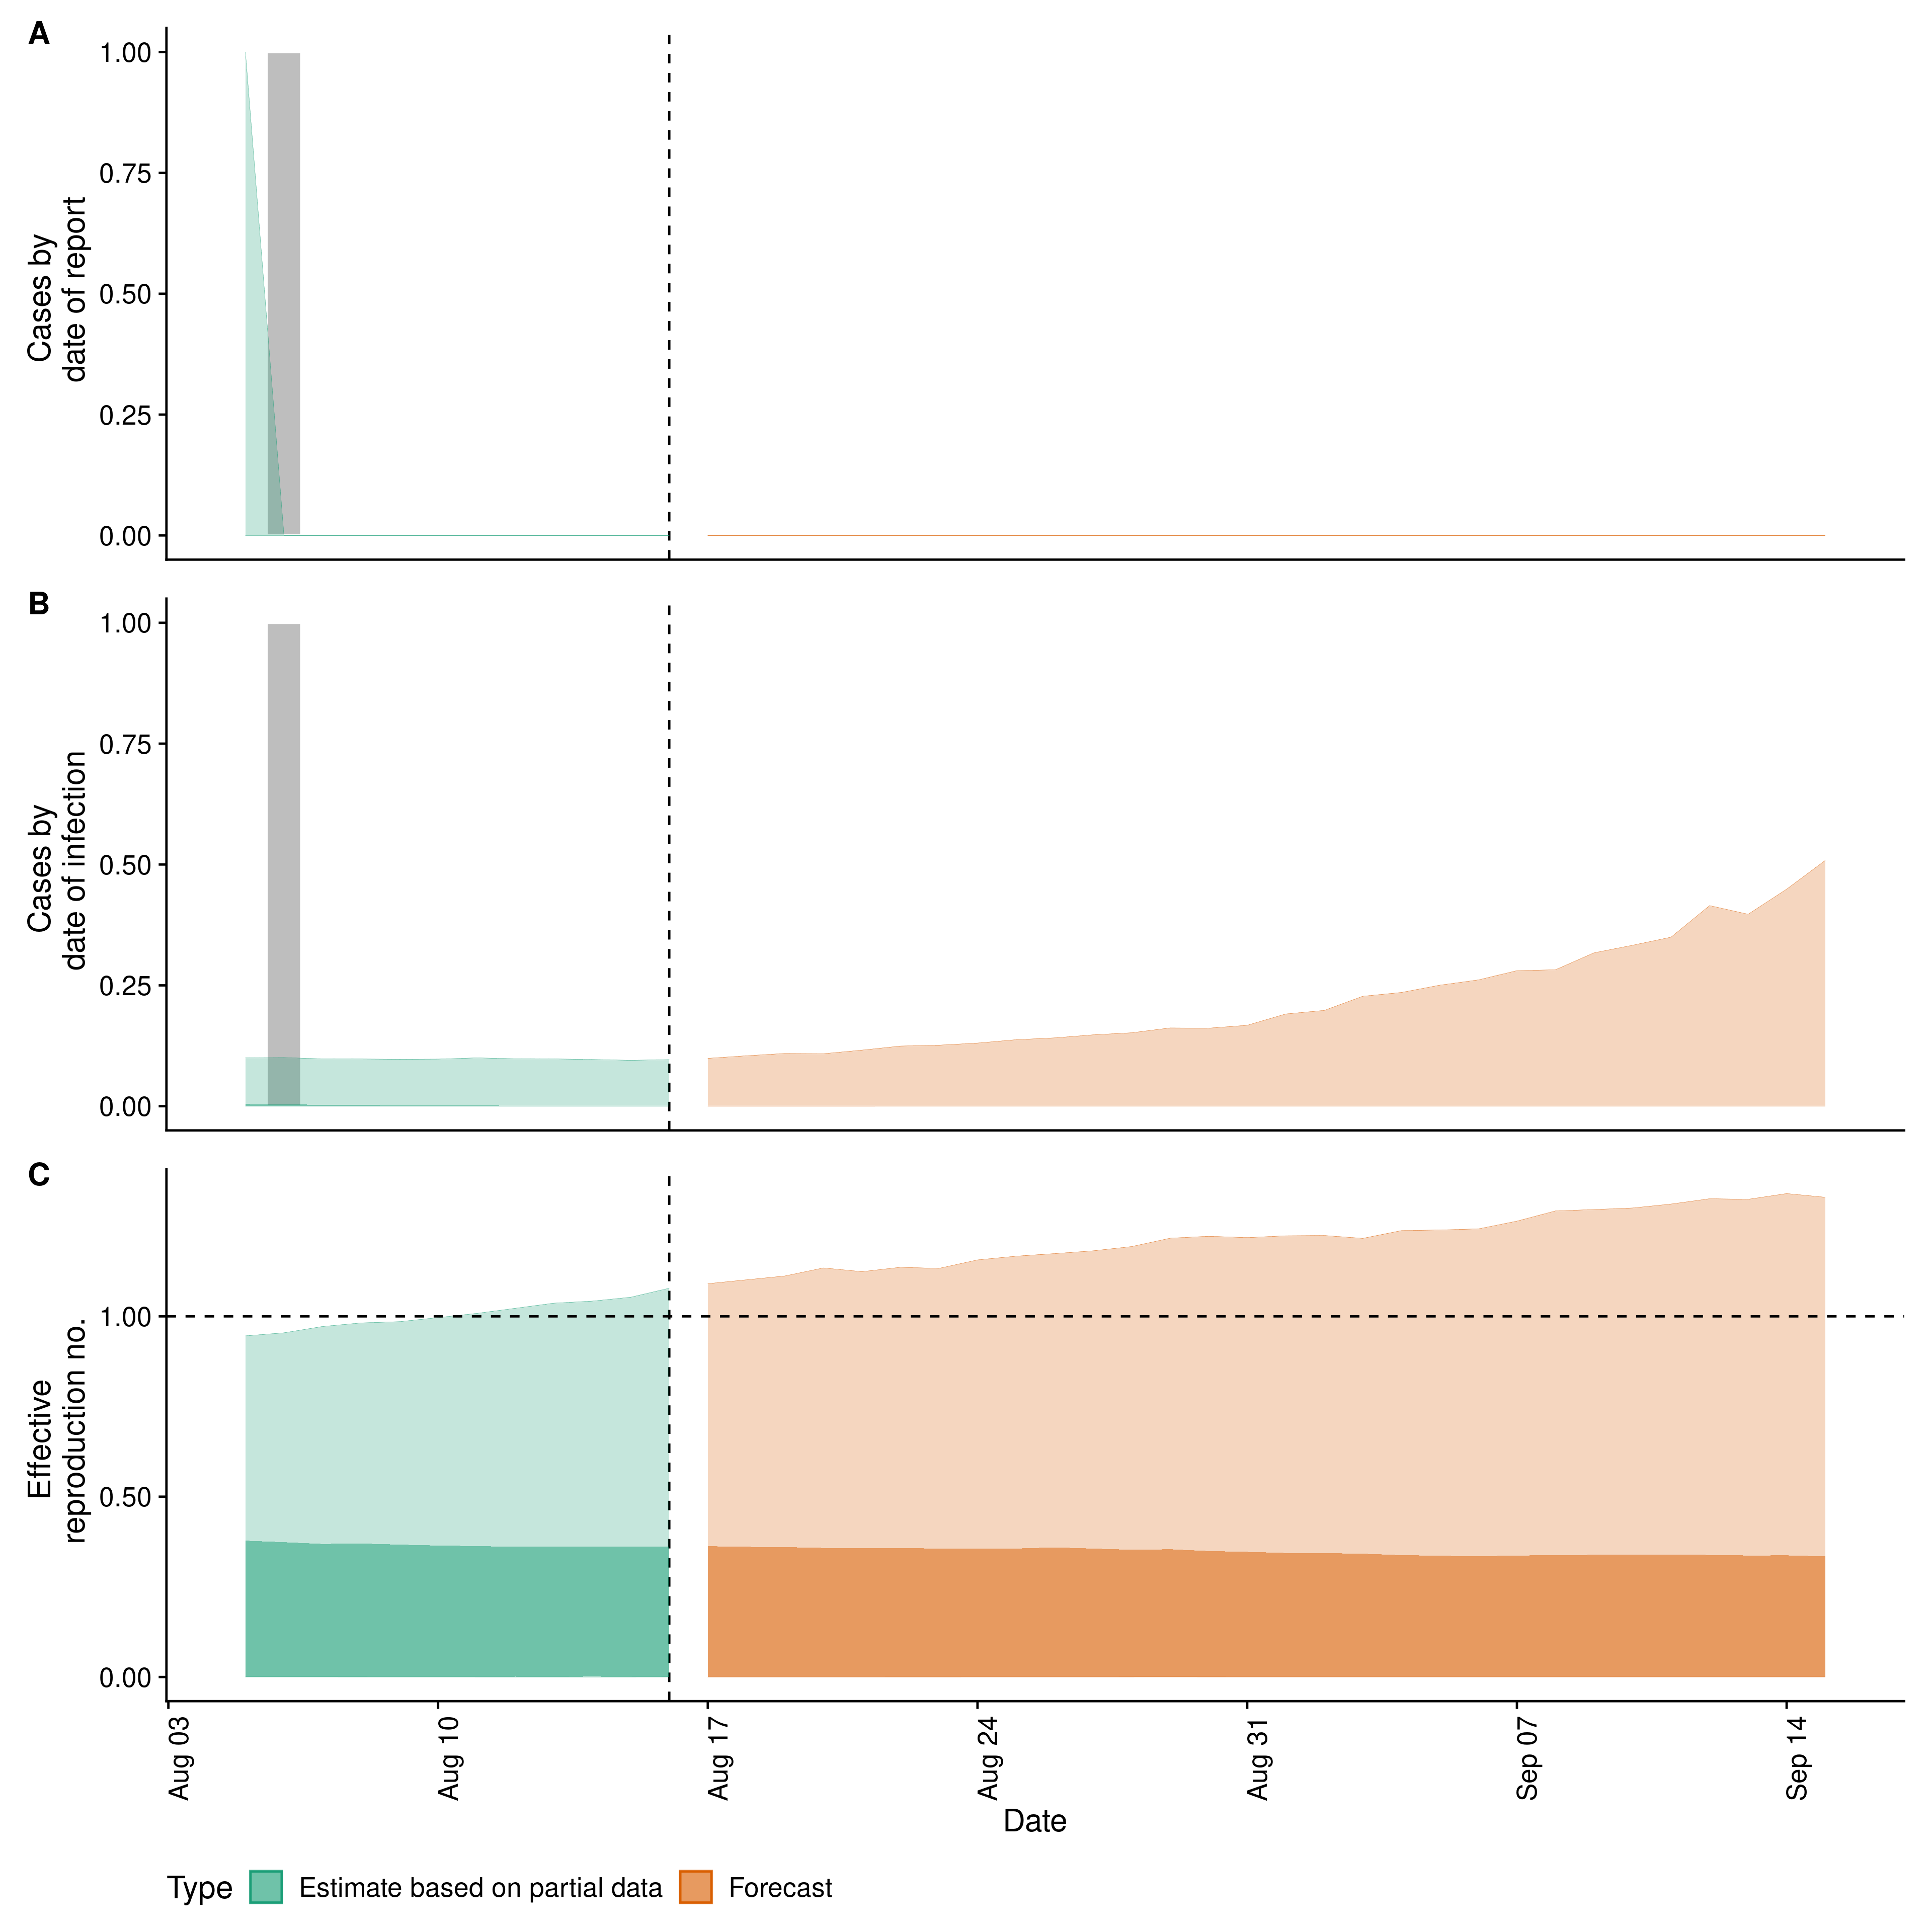 A
1.00
0.75
0.50
0.25
0.00
Cases by
date of report
B
1.00
0.75
0.50
0.25
0.00
Cases by
date of infection
C
1.00
0.50
0.00
Effective
reproduction no.
Aug 03
Aug 10
Aug 17
Aug 24
Aug 31
Sep 07
Sep 14
Date
Type
Estimate based on partial data
Forecast